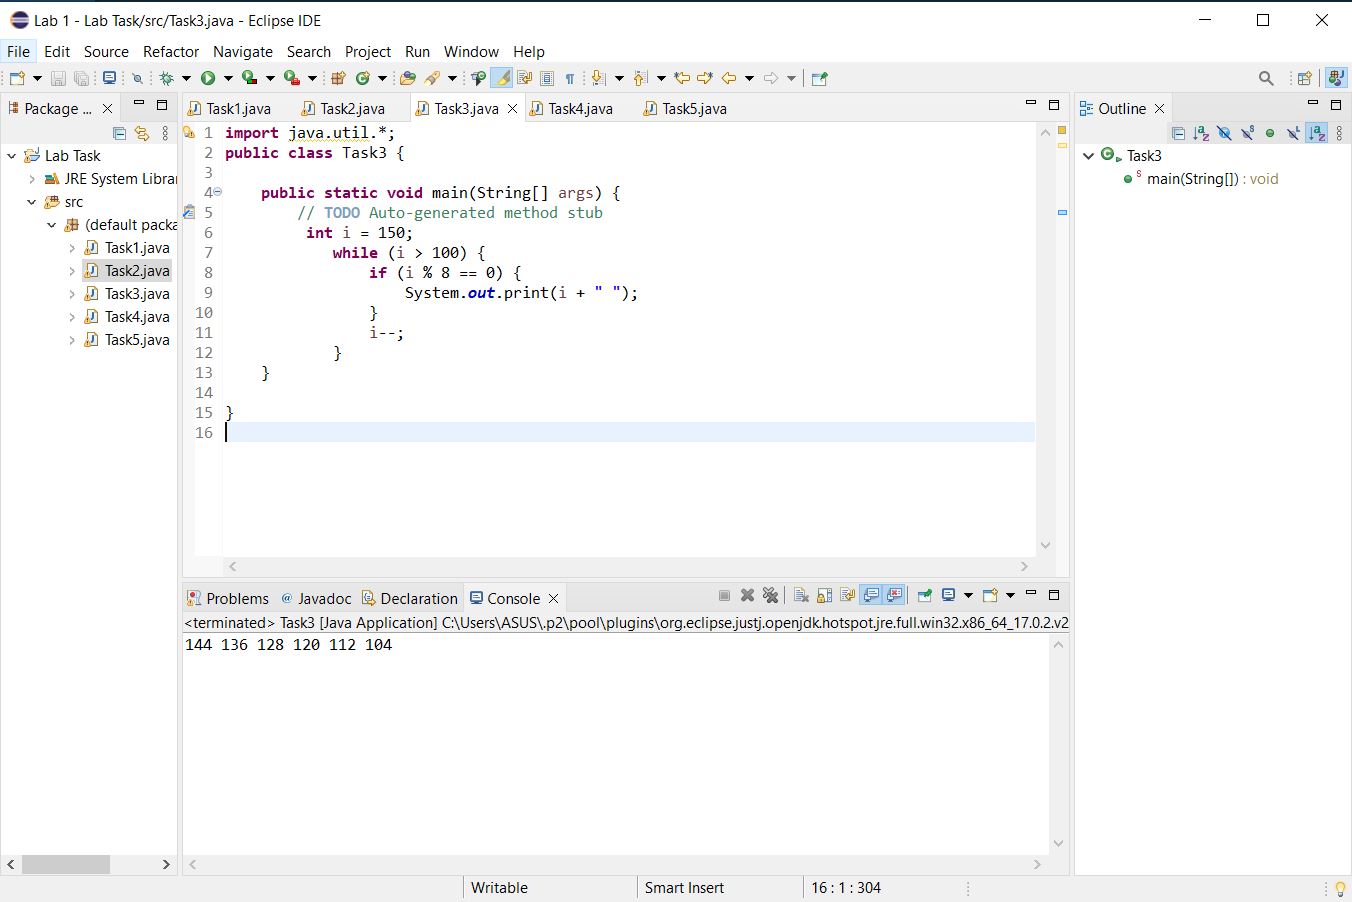 Lab 1 - Lab Task/src/Task3.java - Eclipse IDE
File Edit Source Refactor Navigate Search Project Run Window Help
Package ...
Lab Task
JRE System Librar
src
(default packa
Task1.java
Task2.java
Task3.java
Task4.java
Task5.java
Task1.java Task2.java Task3.java Task4.java Task5.java
1 import java.util.*;
2 public class Task3 {
3
4 public static void main(String[] args) {
5 // TODO Auto-generated method stub
6 int i = 150;
7 while (i > 100) {
8 if (i % 8 == 0) {
9 System.out.print(i + " ");
10 }
11 i--;
12 }
13 }
14
15 }
16
Outline
Task3
main(String[]) : void
Problems @ Javadoc Declaration Console
<terminated> Task3 [Java Application] C:\Users\ASUS\.p2\pool\plugins\org.eclipse.justj.openjdk.hotspot.jre.full.win32.x86_64_17.0.2.v2
144 136 128 120 112 104
Writable Smart Insert 16 : 1 : 304